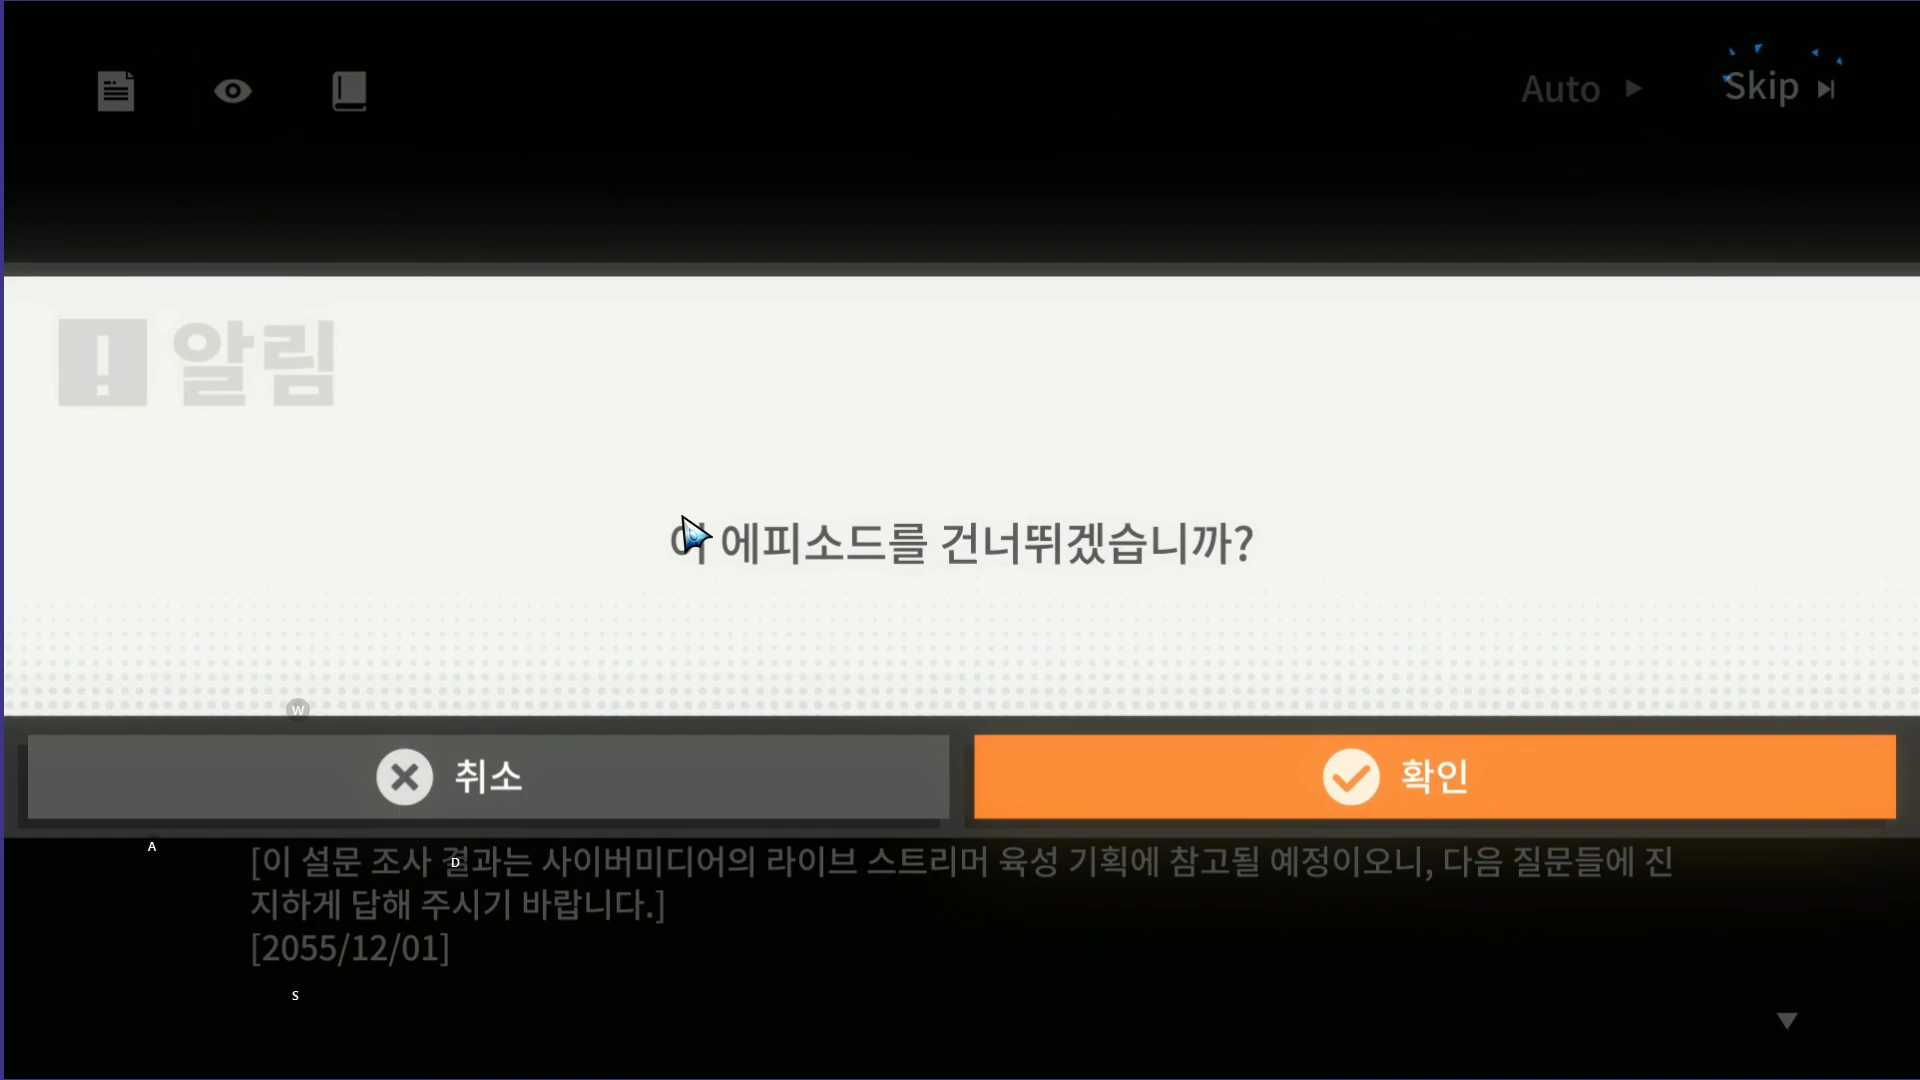 Auto
Skip
알림
이 에피소드를 건너뛰겠습니까?
W
취소
확인
A
D
[이 설문 조사 결과는 사이버미디어의 라이브 스트리머 육성 기획에 참고될 예정이오니, 다음 질문들에 진
지하게 답해 주시기 바랍니다.]
[2055/12/01]
S